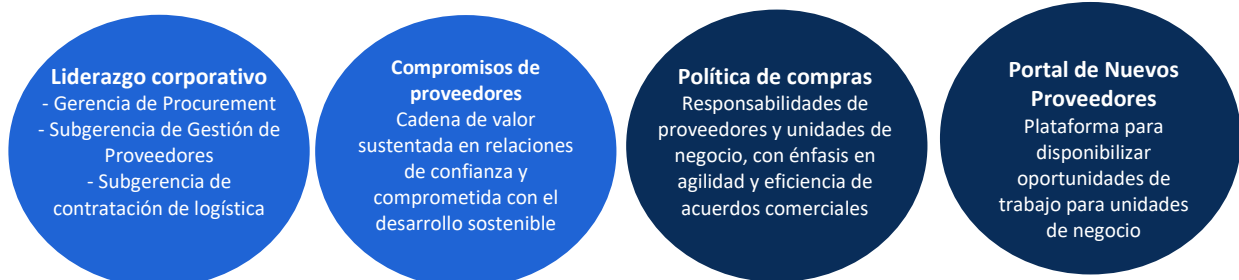 Liderazgo corporativo
- Gerencia de Procurement
- Subgerencia de Gestión de
Proveedores
- Subgerencia de
contratación de logística
Compromisos de
proveedores
Cadena de valor
sustentada en relaciones
de confianza y
comprometida con el
desarrollo sostenible
Política de compras
Responsabilidades de
proveedores y unidades de
negocio, con énfasis en
agilidad y eficiencia de
acuerdos comerciales
Portal de Nuevos
Proveedores
Plataforma para
disponibilizar
oportunidades de
trabajo para unidades
de negocio